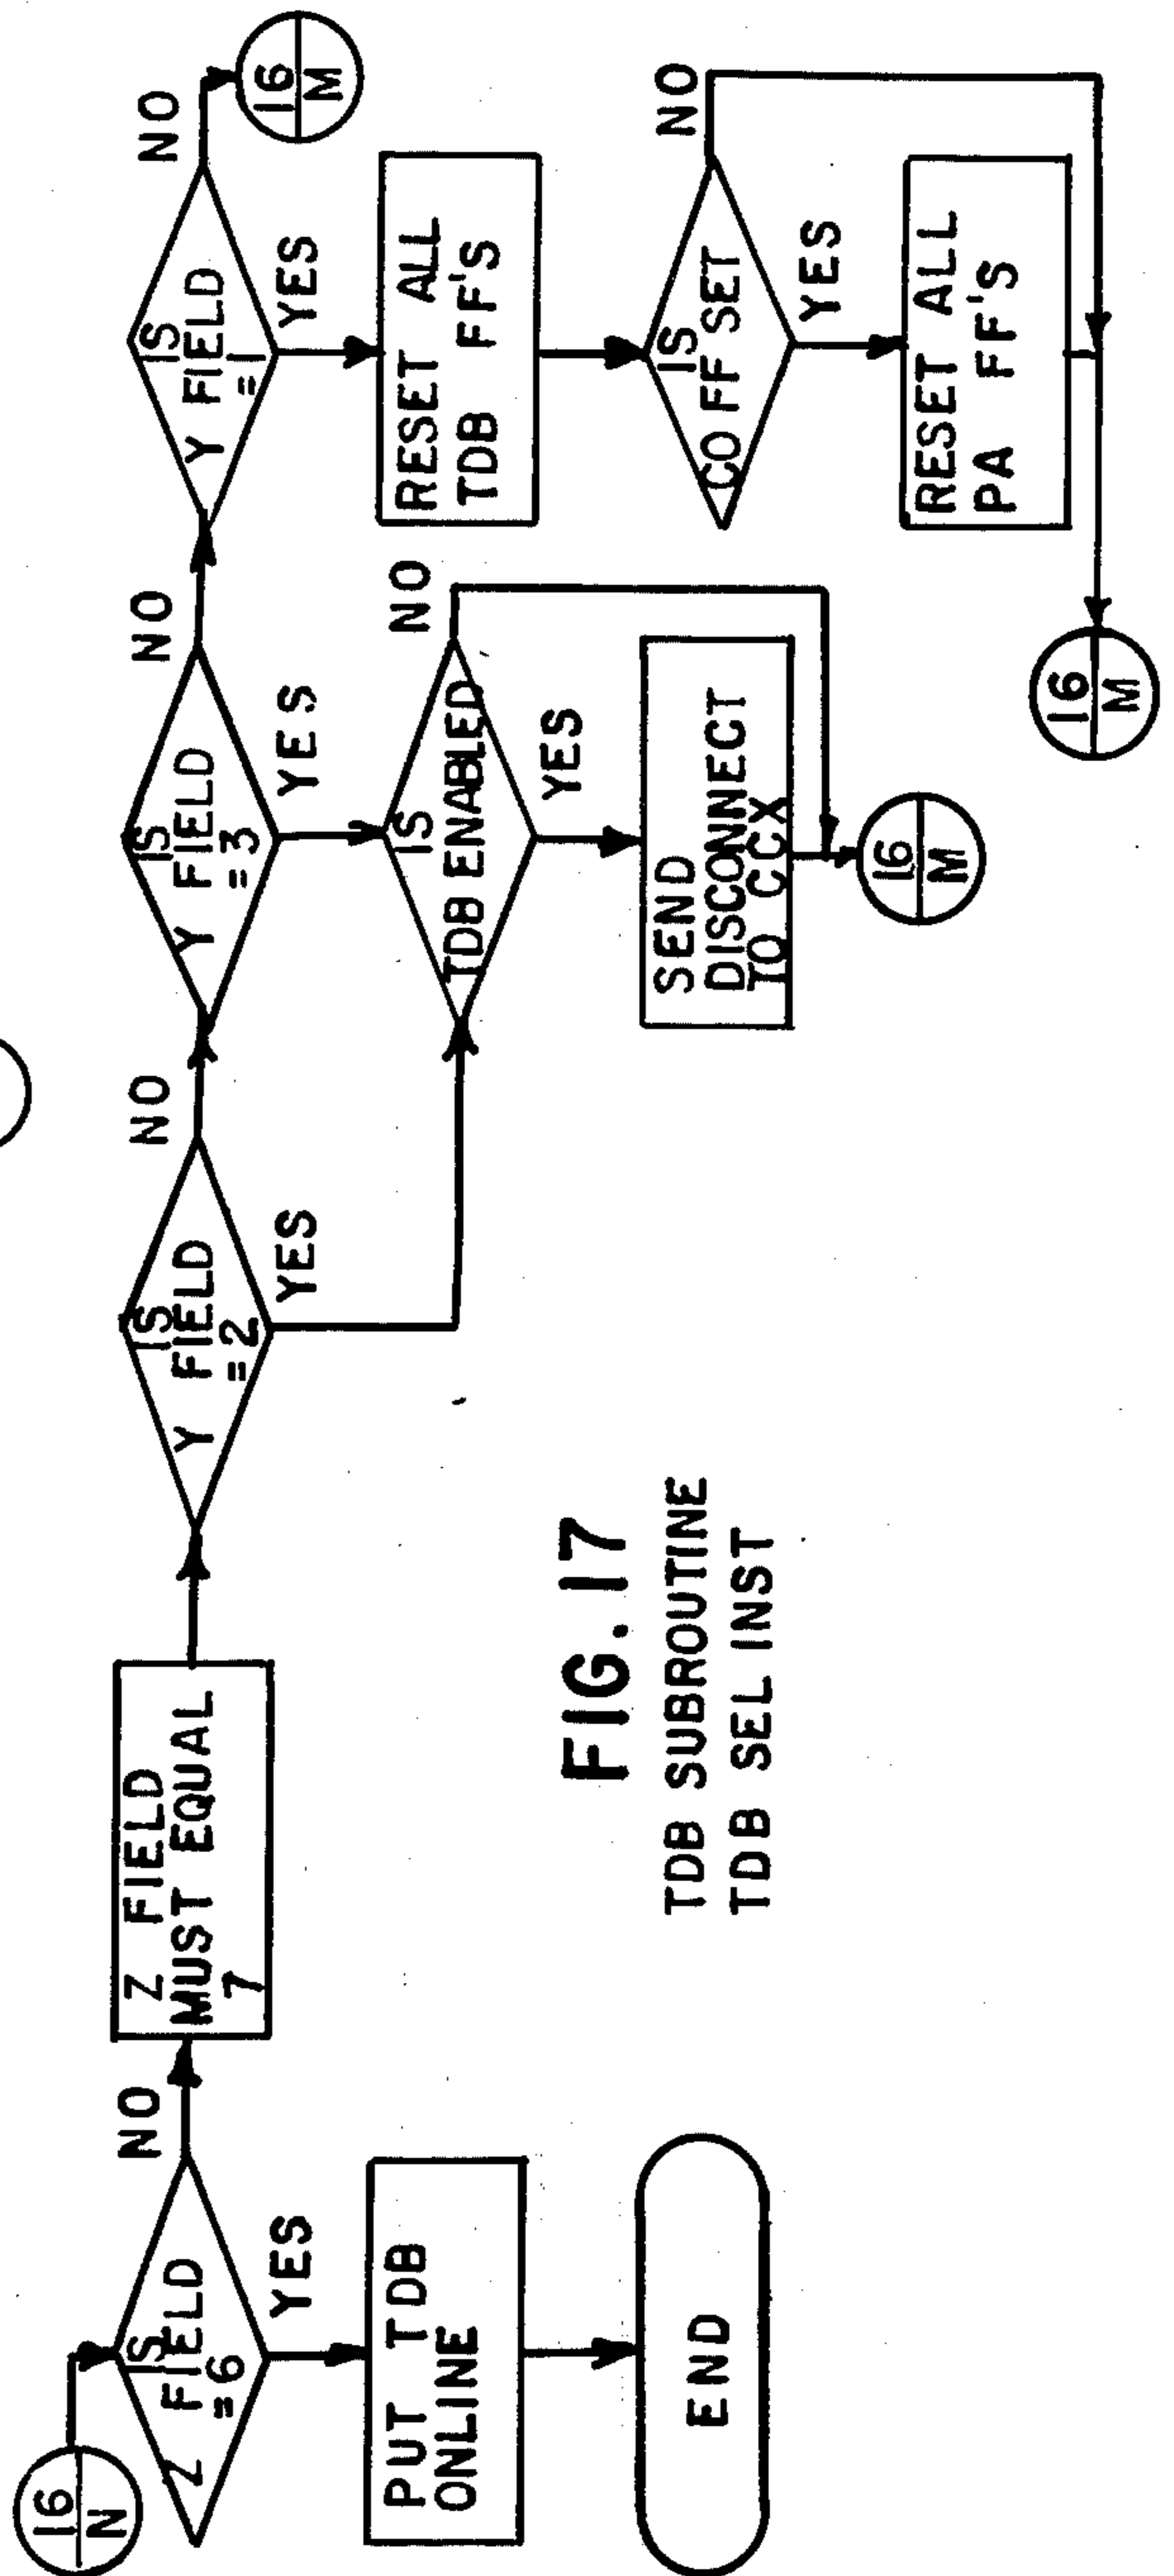 16
N
IS
Z FIELD
=6
NO
YES
PUT TDB
ONLINE
END
Z FIELD
MUST EQUAL
7
IS
Y FIELD
=2
NO
YES
IS
Y FIELD
=3
NO
YES
IS
TDB ENABLED
NO
YES
SEND
DISCONNECT
TO CCX
16
M
IS
Y FIELD
=1
NO
16
M
YES
RESET ALL
TDB FF'S
IS
CO FF SET
NO
YES
RESET ALL
PA FF'S
16
M
FIG. 17
TDB SUBROUTINE
TDB SEL INST